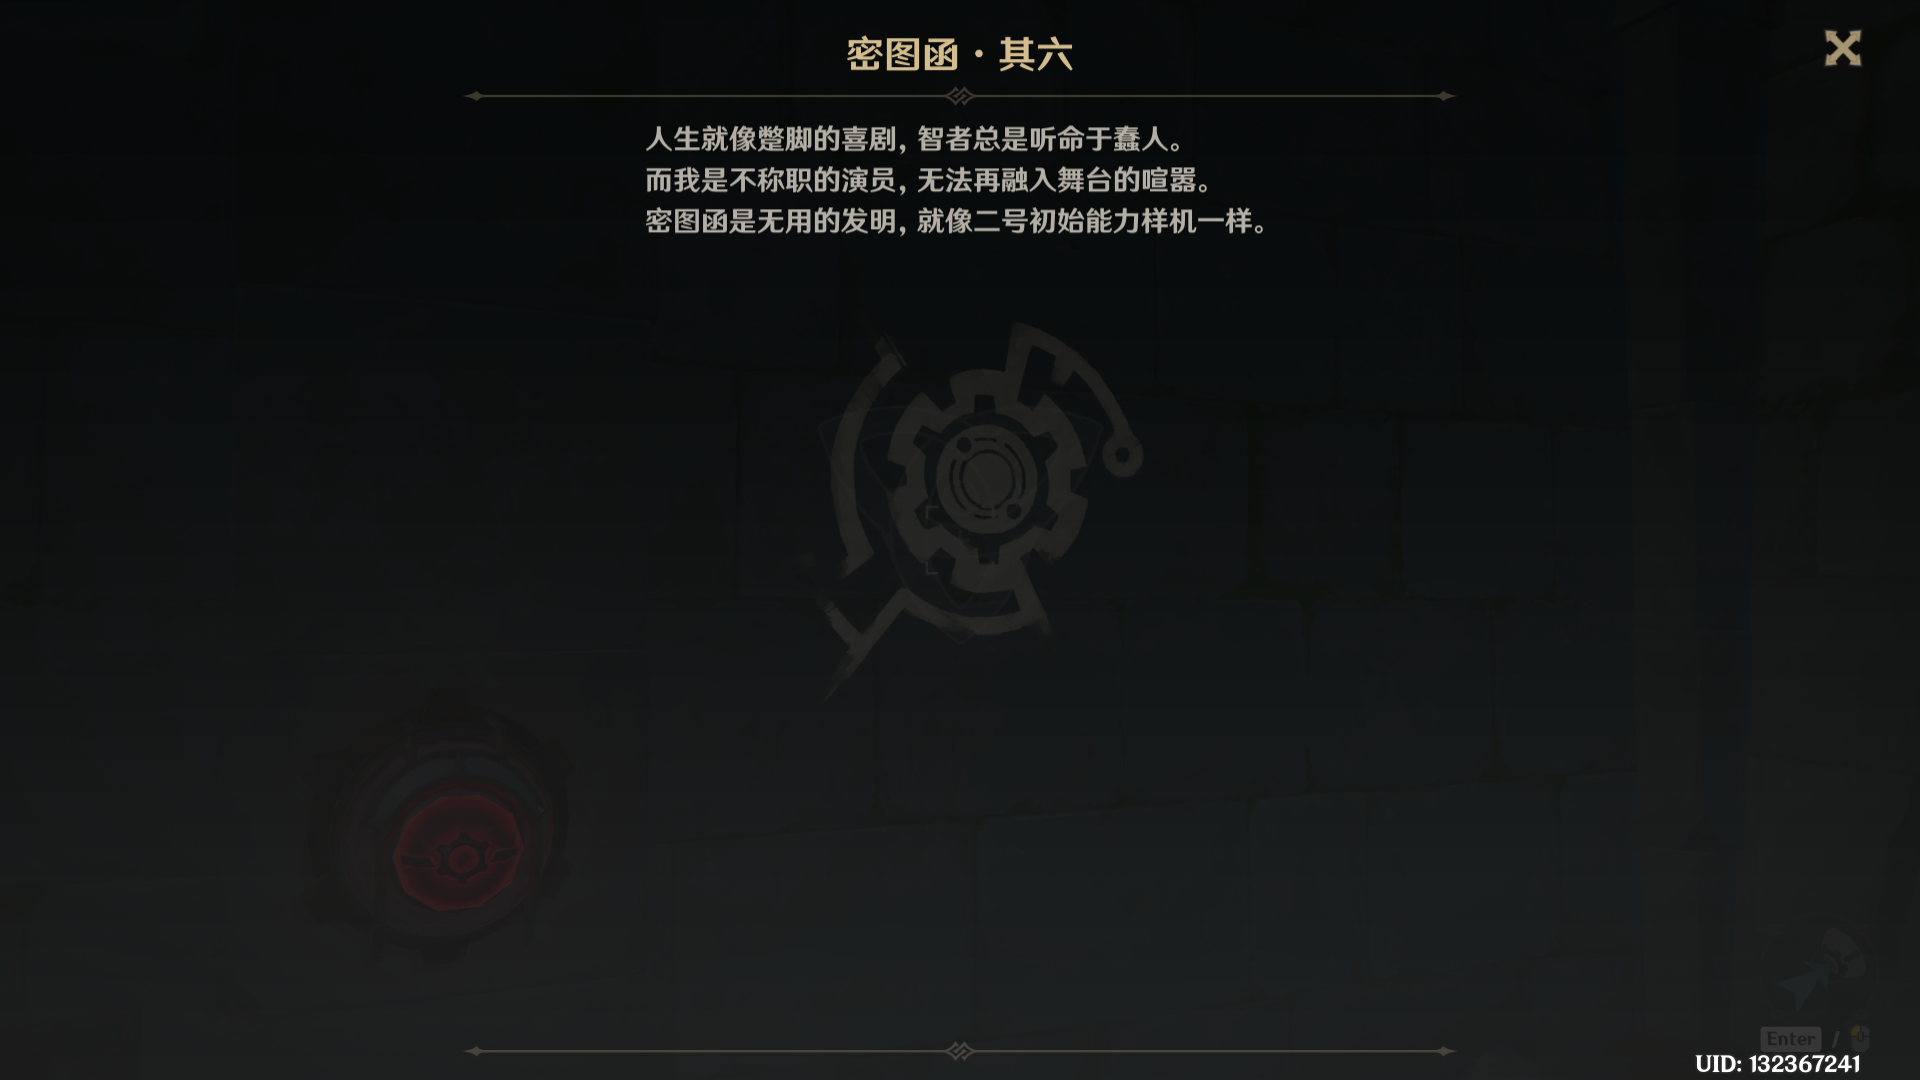 密图函·其六
人生就像蹩脚的喜剧，智者总是听命于蠢人。
而我是不称职的演员，无法再融入舞台的喧嚣。
密图函是无用的发明，就像二号初始能力样机一样。
Enter /
UID: 132367241